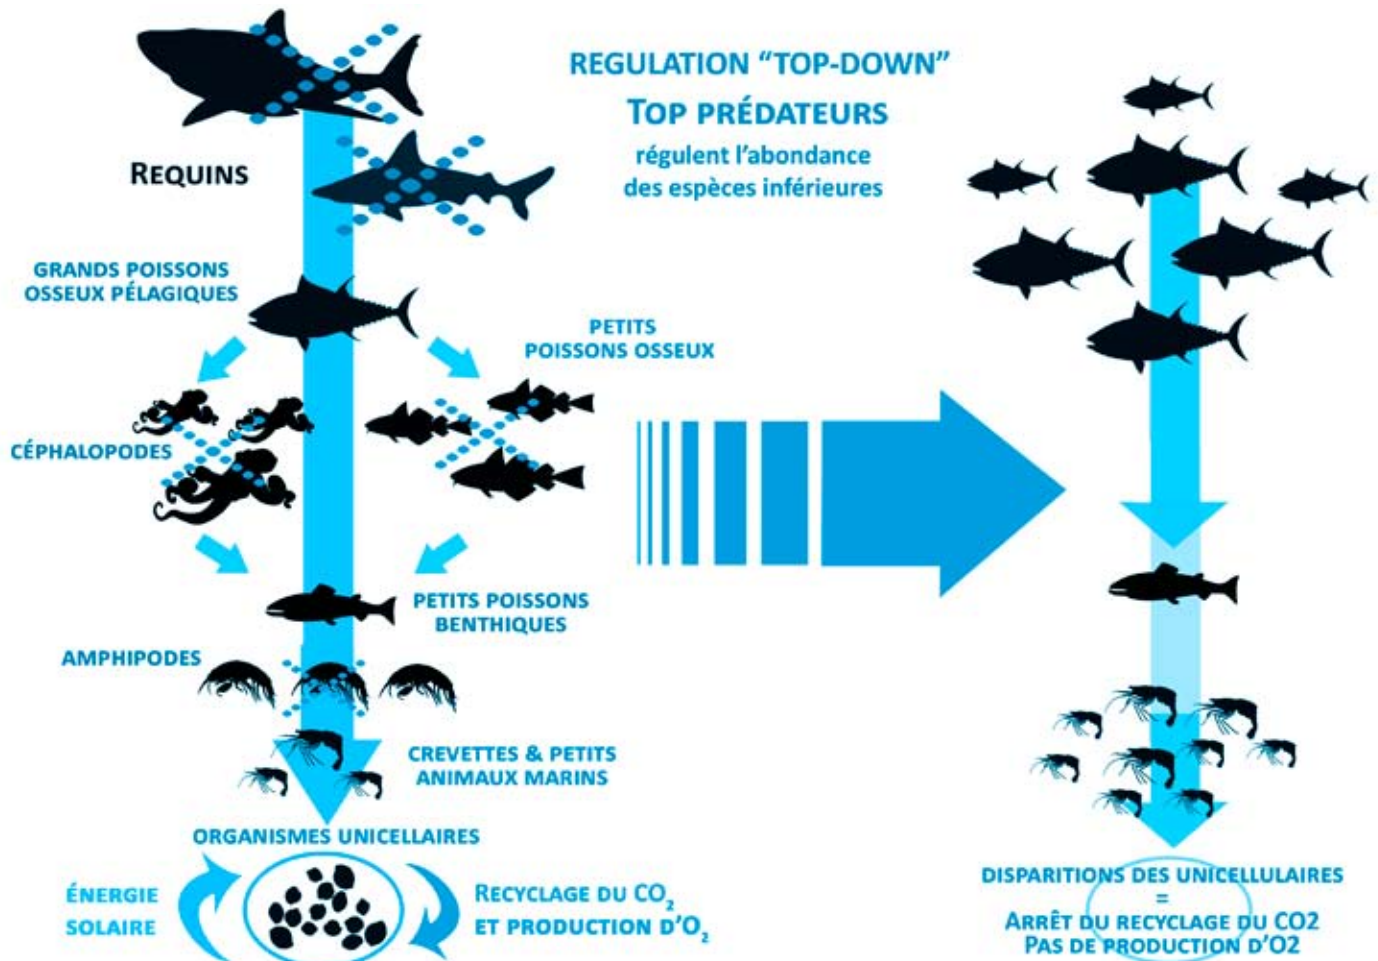 REGULATION “TOP-DOWN”
TOP PRÉDATEURS
régulent l’abondance
des espèces inférieures
REQUINS
GRANDS POISSONS
OSSEUX PÉLAGIQUES
PETITS
POISSONS OSSEUX
CÉPHALOPODES
PETITS POISSONS
BENTHIQUES
AMPHIPODES
CREVETTES & PETITS
ANIMAUX MARINS
ORGANISMES UNICELLAIRES
ÉNERGIE
SOLAIRE
RECYCLAGE DU CO₂
ET PRODUCTION D’O₂
DISPARITIONS DES UNICELLULAIRES
=
ARRÊT DU RECYCLAGE DU CO2
PAS DE PRODUCTION D’O2